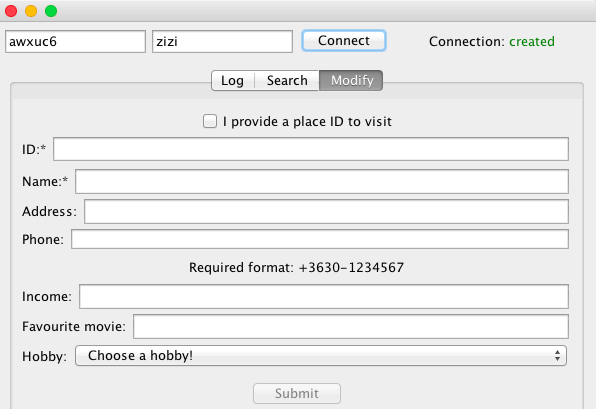 awxuc6 zizi Connect Connection: created
Log Search Modify
I provide a place ID to visit
ID:*
Name:*
Address:
Phone:
Required format: +3630-1234567
Income:
Favourite movie:
Hobby: Choose a hobby!
Submit